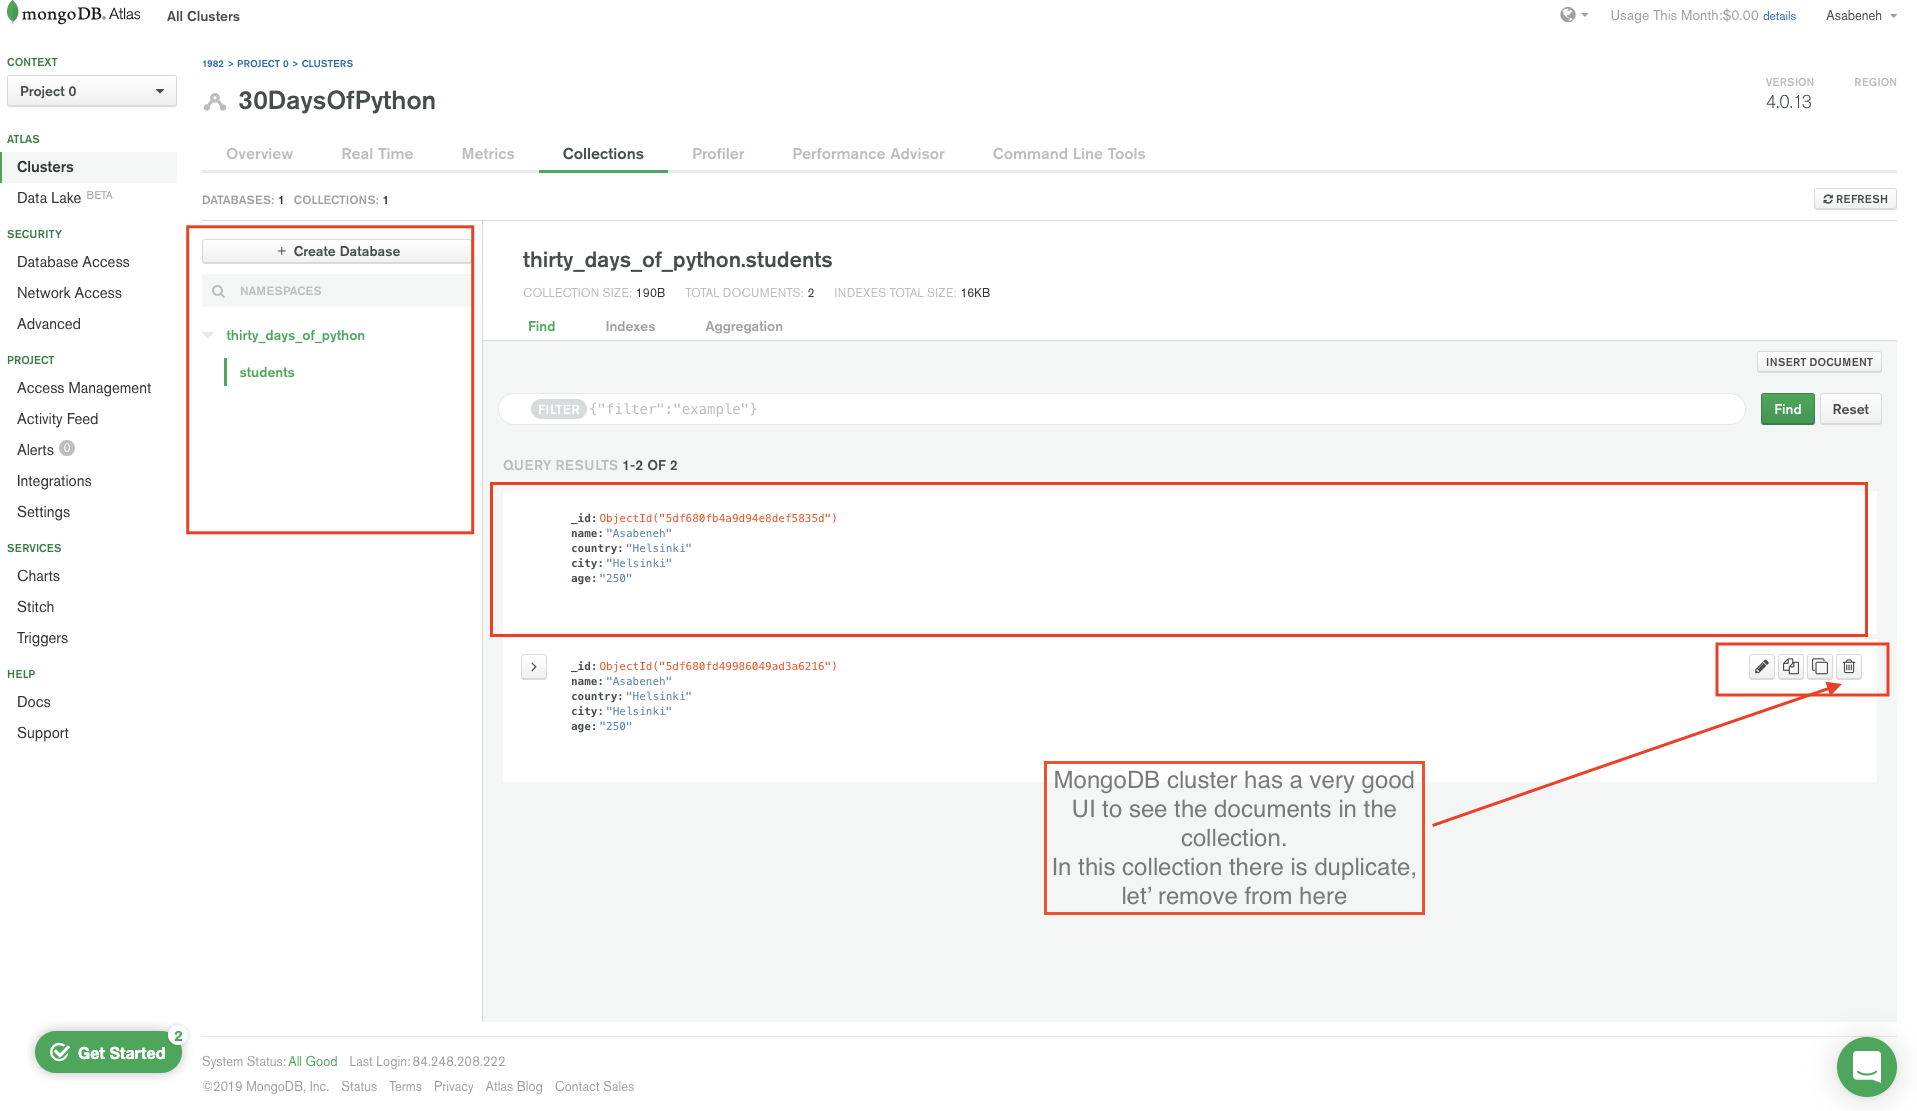 mongoDB. Atlas
All Clusters
Usage This Month:$0.00 details
Asabeneh
CONTEXT
Project 0
ATLAS
Clusters
Data Lake BETA
SECURITY
Database Access
Network Access
Advanced
PROJECT
Access Management
Activity Feed
Alerts 0
Integrations
Settings
SERVICES
Charts
Stitch
Triggers
HELP
Docs
Support
Get Started 2
1982 > PROJECT 0 > CLUSTERS
30DaysOfPython
VERSION
4.0.13
REGION
Overview Real Time Metrics Collections Profiler Performance Advisor Command Line Tools
DATABASES: 1 COLLECTIONS: 1
REFRESH
+ Create Database
NAMESPACES
thirty_days_of_python
students
thirty_days_of_python.students
COLLECTION SIZE: 190B TOTAL DOCUMENTS: 2 INDEXES TOTAL SIZE: 16KB
Find Indexes Aggregation
INSERT DOCUMENT
FILTER {"filter":"example"}
Find
Reset
QUERY RESULTS 1-2 OF 2
_id: ObjectId("5df680fb4a9d94e8def5835d")
name: "Asabeneh"
country: "Helsinki"
city: "Helsinki"
age: "250"
_id: ObjectId("5df680fd49986049ad3a6216")
name: "Asabeneh"
country: "Helsinki"
city: "Helsinki"
age: "250"
MongoDB cluster has a very good
UI to see the documents in the
collection.
In this collection there is duplicate,
let’ remove from here
System Status: All Good Last Login: 84.248.208.222
©2019 MongoDB, Inc. Status Terms Privacy Atlas Blog Contact Sales